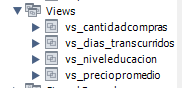 Views
vs_cantidadcompras
vs_dias_transcurridos
vs_niveleducacion
vs_preciopromedio